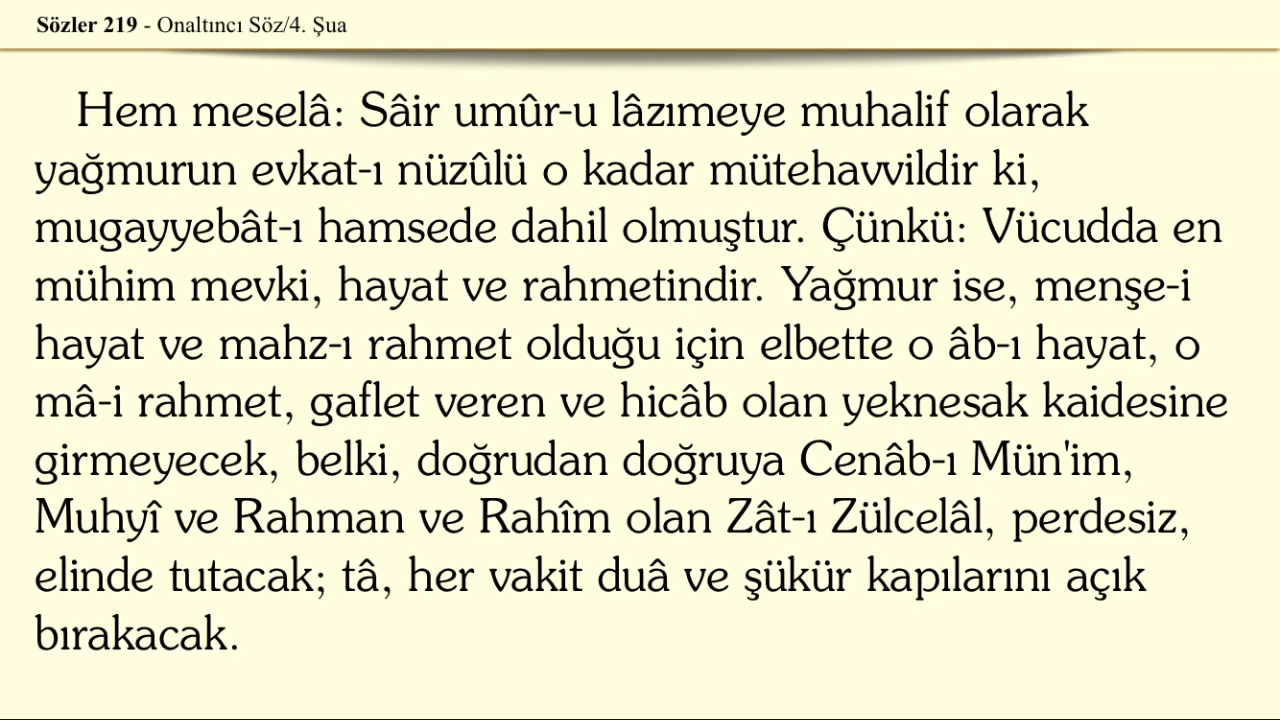 Sözler 219 - Onaltıncı Söz/4. Şua
Hem meselâ: Sâir umûr-u lâzımeye muhalif olarak
yağmurun evkat-ı nüzûlü o kadar mütehavvildir ki,
mugayyebât-ı hamsede dahil olmuştur. Çünkü: Vücudda en
mühim mevki, hayat ve rahmetindir. Yağmur ise, menşe-i
hayat ve mahz-ı rahmet olduğu için elbette o âb-ı hayat, o
mâ-i rahmet, gaflet veren ve hicâb olan yeknesak kaidesine
girmeyecek, belki, doğrudan doğruya Cenâb-ı Mün'im,
Muhyî ve Rahman ve Rahîm olan Zât-ı Zülcelâl, perdesiz,
elinde tutacak; tâ, her vakit duâ ve şükür kapılarını açık
bırakacak.